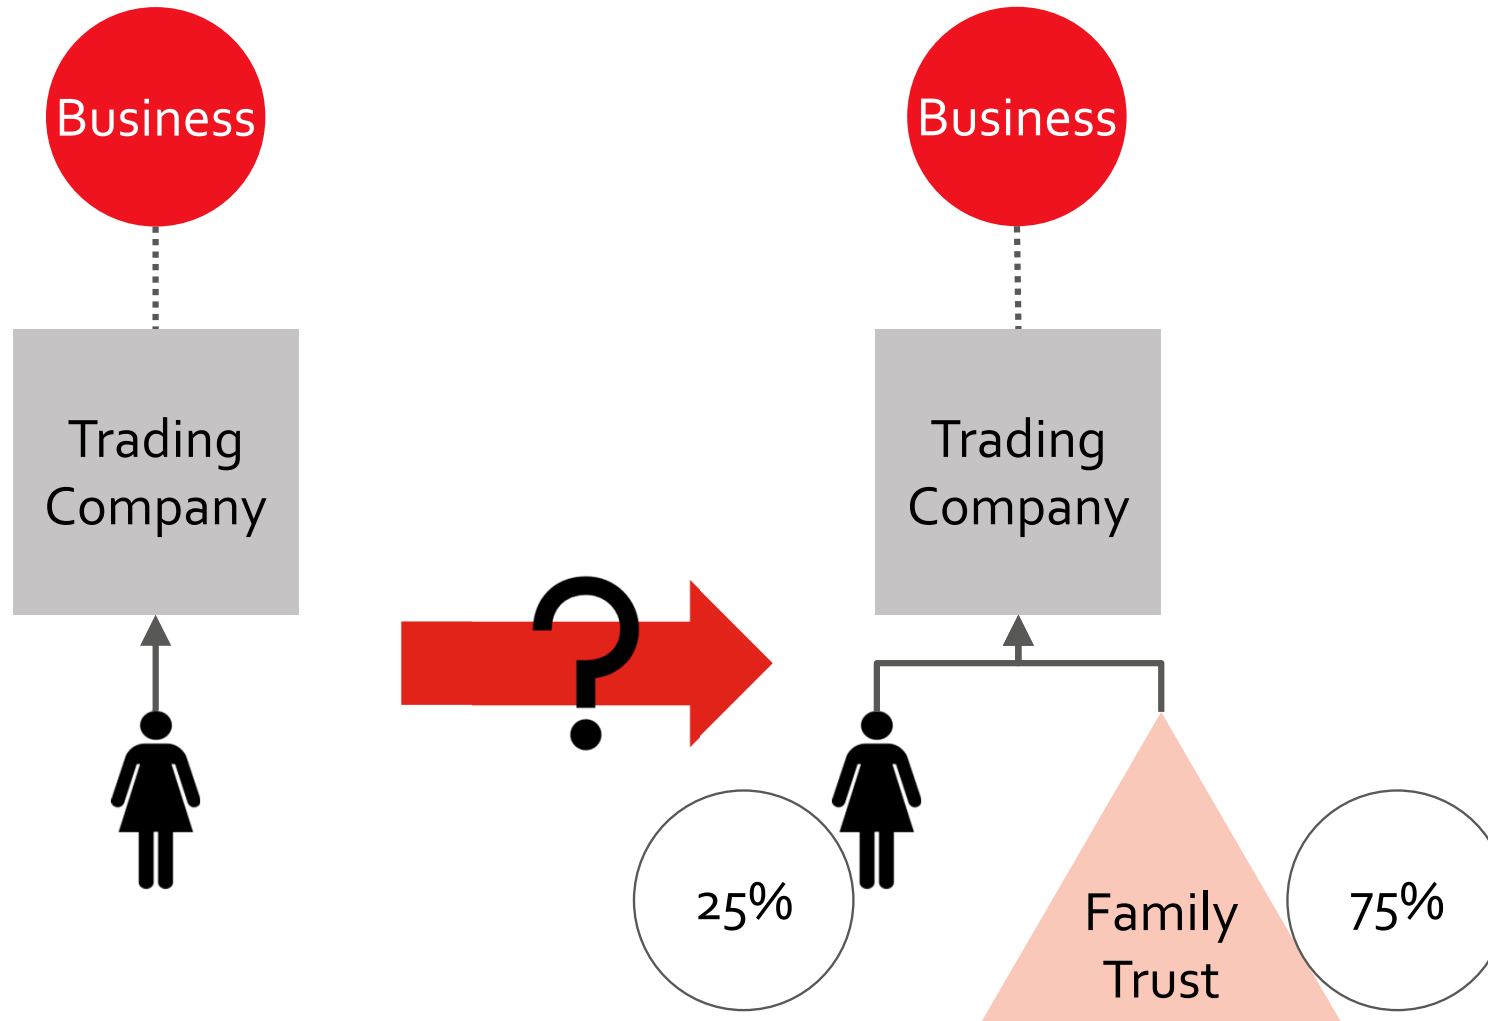 Business
Trading
Company
Business
Trading
Company
?
25%
Family
Trust
75%